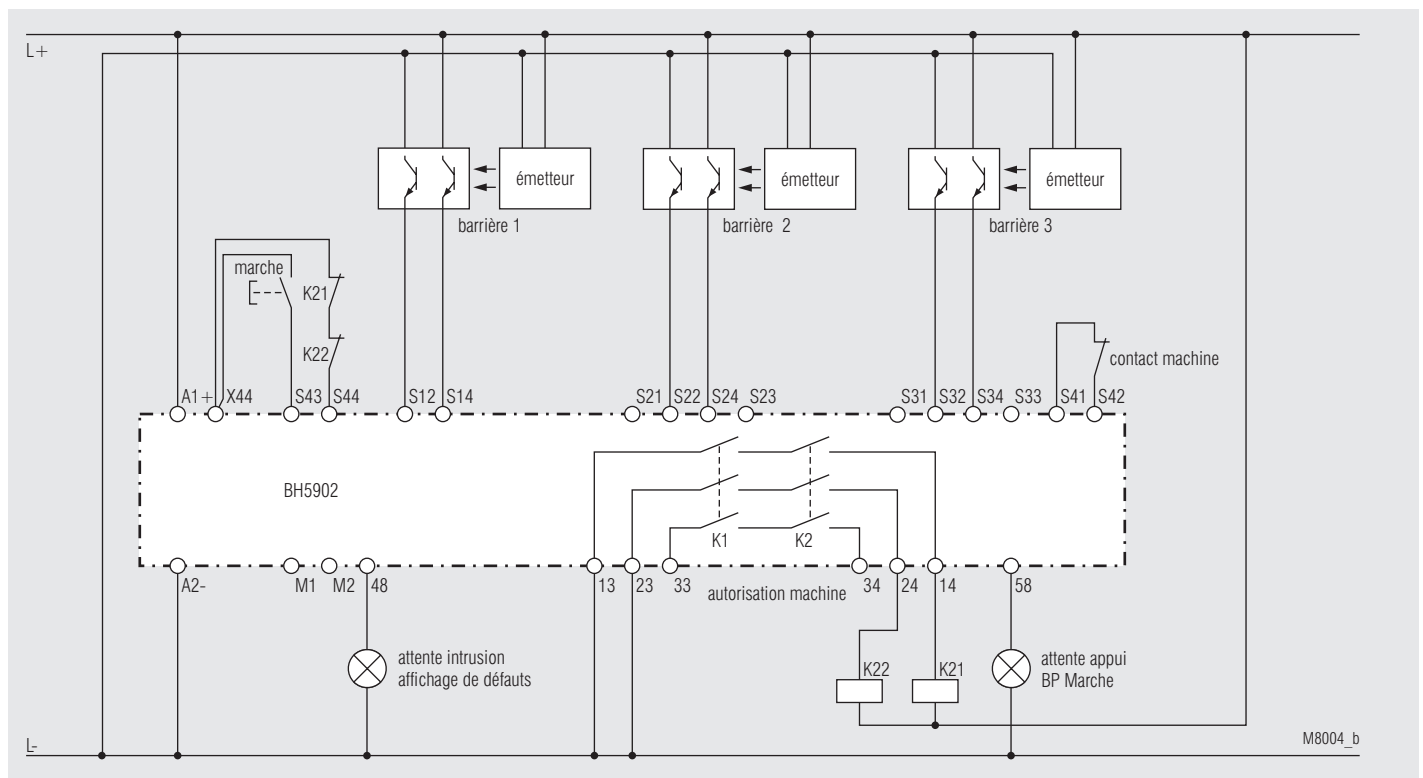 L+
émetteur
émetteur
émetteur
barrière 1
barrière 2
barrière 3
marche
K21
K22
contact machine
A1+
X44
S43
S44
S12
S14
S21
S22
S24
S23
S31
S32
S34
S33
S41
S42
BH5902
K1
K2
A2-
M1
M2
48
13
23
33
autorisation machine
34
24
14
58
attente intrusion
affichage de défauts
K22
K21
attente appui
BP Marche
L-
M8004_b